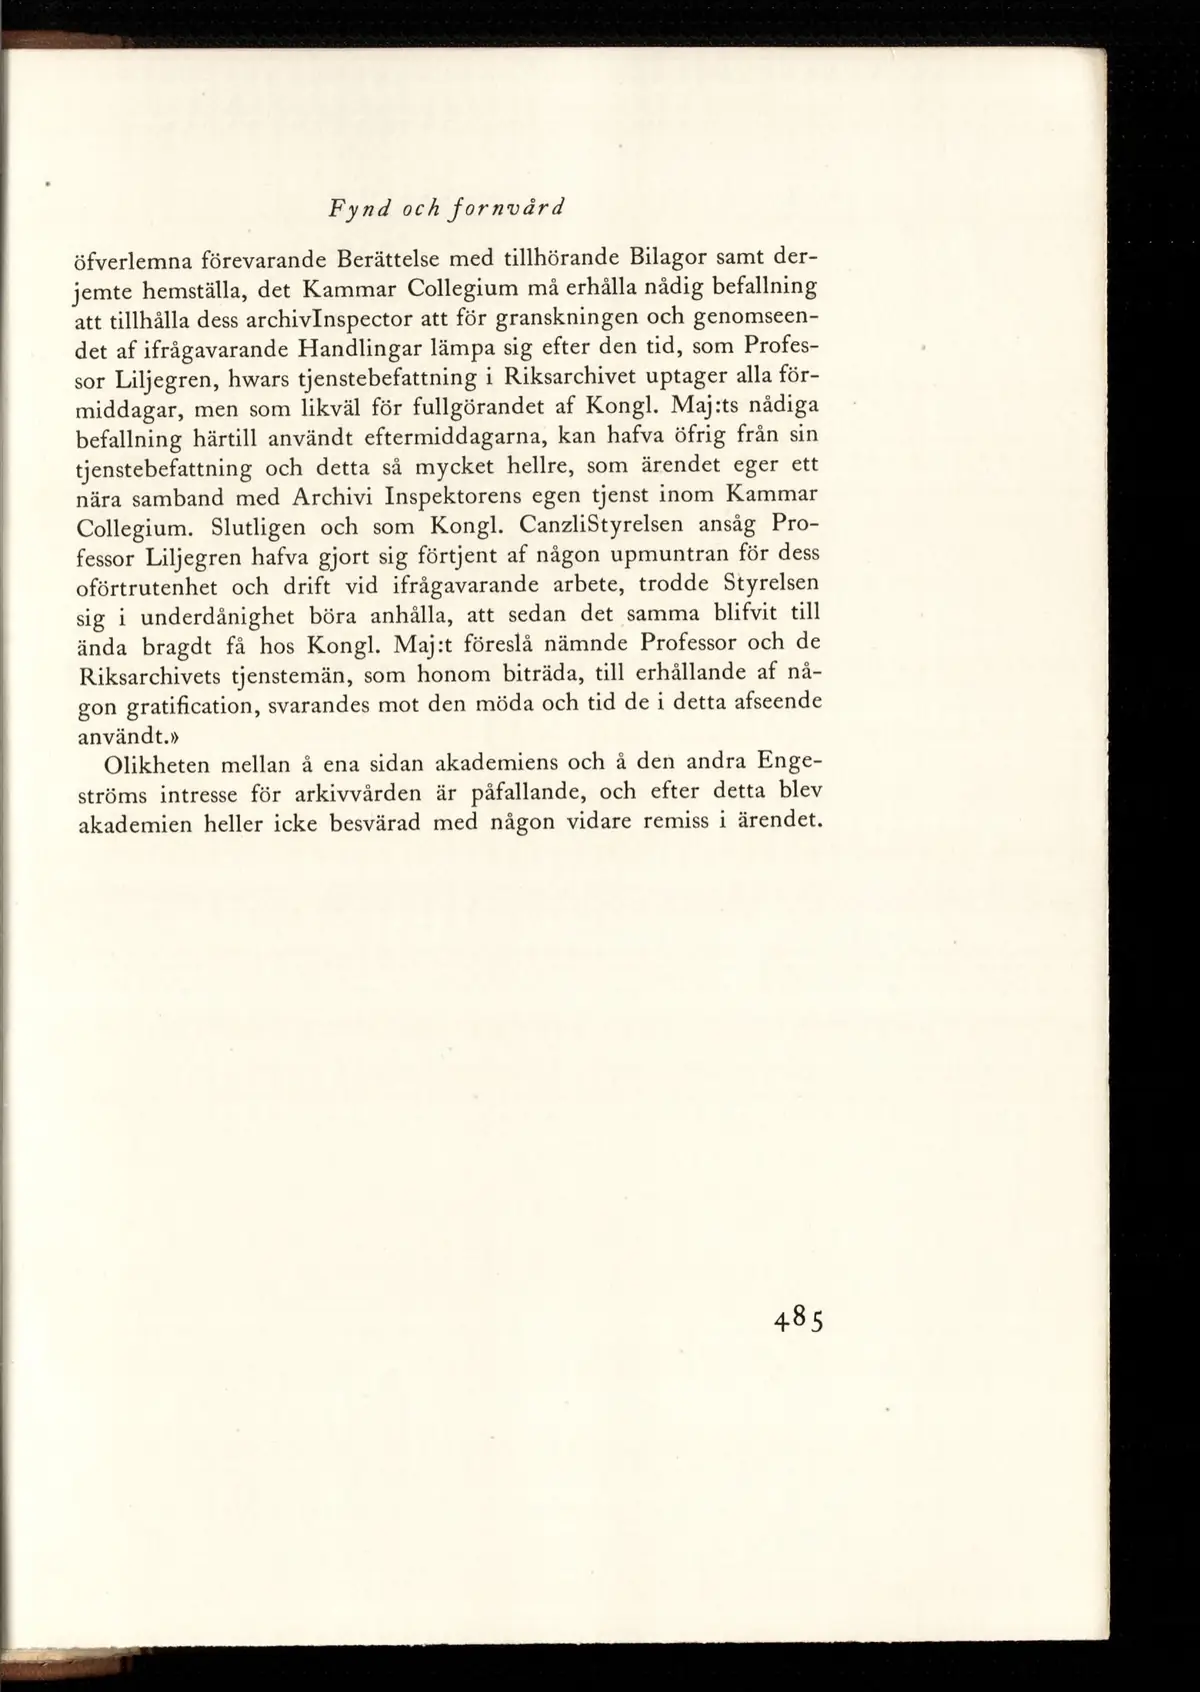 Fynd och fornvård
öfverlemna förevarande Berättelse med tillhörande Bilagor samt der-
jemte hemställa, det Kammar Collegium må erhålla nådig befallning
att tillhålla dess archivInspector att för granskningen och genomseen-
det af ifrågavarande Handlingar lämpa sig efter den tid, som Profes-
sor Liljegren, hwars tjenstebefattning i Riksarchivet uptager alla för-
middagar, men som likväl för fullgörandet af Kongl. Maj:ts nådiga
befallning härtill användt eftermiddagarna, kan hafva öfrig från sin
tjenstebefattning och detta så mycket hellre, som ärendet eger ett
nära samband med Archivi Inspektorens egen tjenst inom Kammar
Collegium. Slutligen och som Kongl. CanzliStyrelsen ansåg Pro-
fessor Liljegren hafva gjort sig förtjent af någon upmuntran för dess
oförtrutenhet och drift vid ifrågavarande arbete, trodde Styrelsen
sig i underdånighet böra anhålla, att sedan det samma blifvit till
ända bragdt få hos Kongl. Maj:t föreslå nämnde Professor och de
Riksarchivets tjenstemän, som honom biträda, till erhållande af nå-
gon gratification, svarandes mot den möda och tid de i detta afseende
användt.»
Olikheten mellan å ena sidan akademiens och å den andra Enge-
ströms intresse för arkivvården är påfallande, och efter detta blev
akademien heller icke besvärad med någon vidare remiss i ärendet.
485